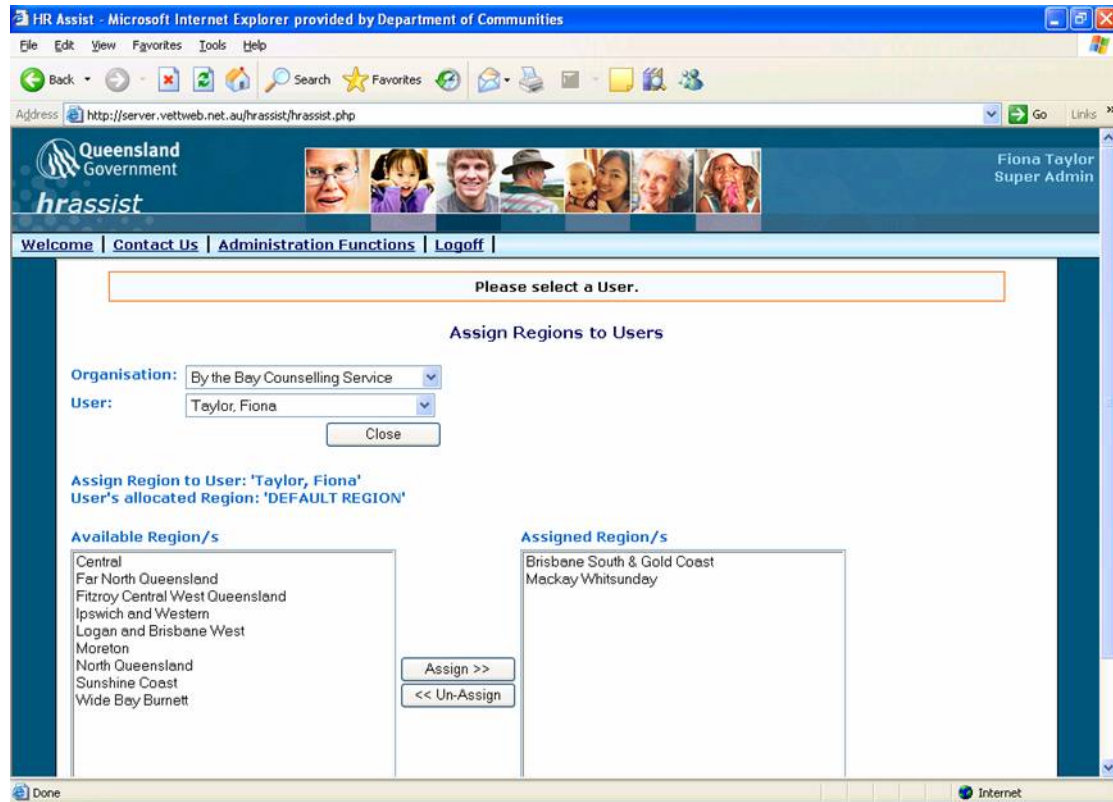 HR Assist - Microsoft Internet Explorer provided by Department of Communities
File Edit View Favorites Tools Help
Back Search Favorites
Address http://server.vettweb.net.au/hrassist/hrassist.php Go Links »
Queensland
Government
hrassist
Fiona Taylor
Super Admin
Welcome | Contact Us | Administration Functions | Logoff |
Please select a User.
Assign Regions to Users
Organisation: By the Bay Counselling Service
User: Taylor, Fiona
Close
Assign Region to User: 'Taylor, Fiona'
User's allocated Region: 'DEFAULT REGION'
Available Region/s
Central
Far North Queensland
Fitzroy Central West Queensland
Ipswich and Western
Logan and Brisbane West
Moreton
North Queensland
Sunshine Coast
Wide Bay Burnett
Assign >>
<< Un-Assign
Assigned Region/s
Brisbane South & Gold Coast
Mackay Whitsunday
Done Internet